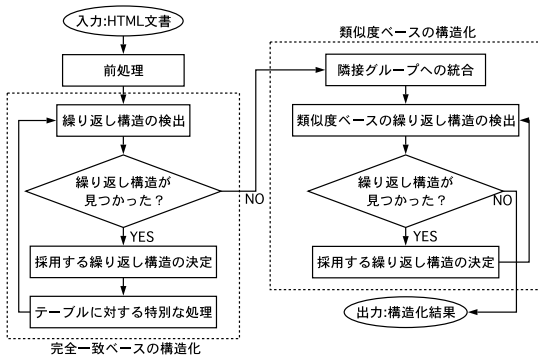 入力:HTML文書
前処理
繰り返し構造の検出
繰り返し構造が
見つかった?
NO
YES
採用する繰り返し構造の決定
テーブルに対する特別な処理
完全一致ベースの構造化
類似度ベースの構造化
隣接グループへの統合
類似度ベースの繰り返し構造の検出
繰り返し構造が
見つかった?
NO
YES
採用する繰り返し構造の決定
出力:構造化結果